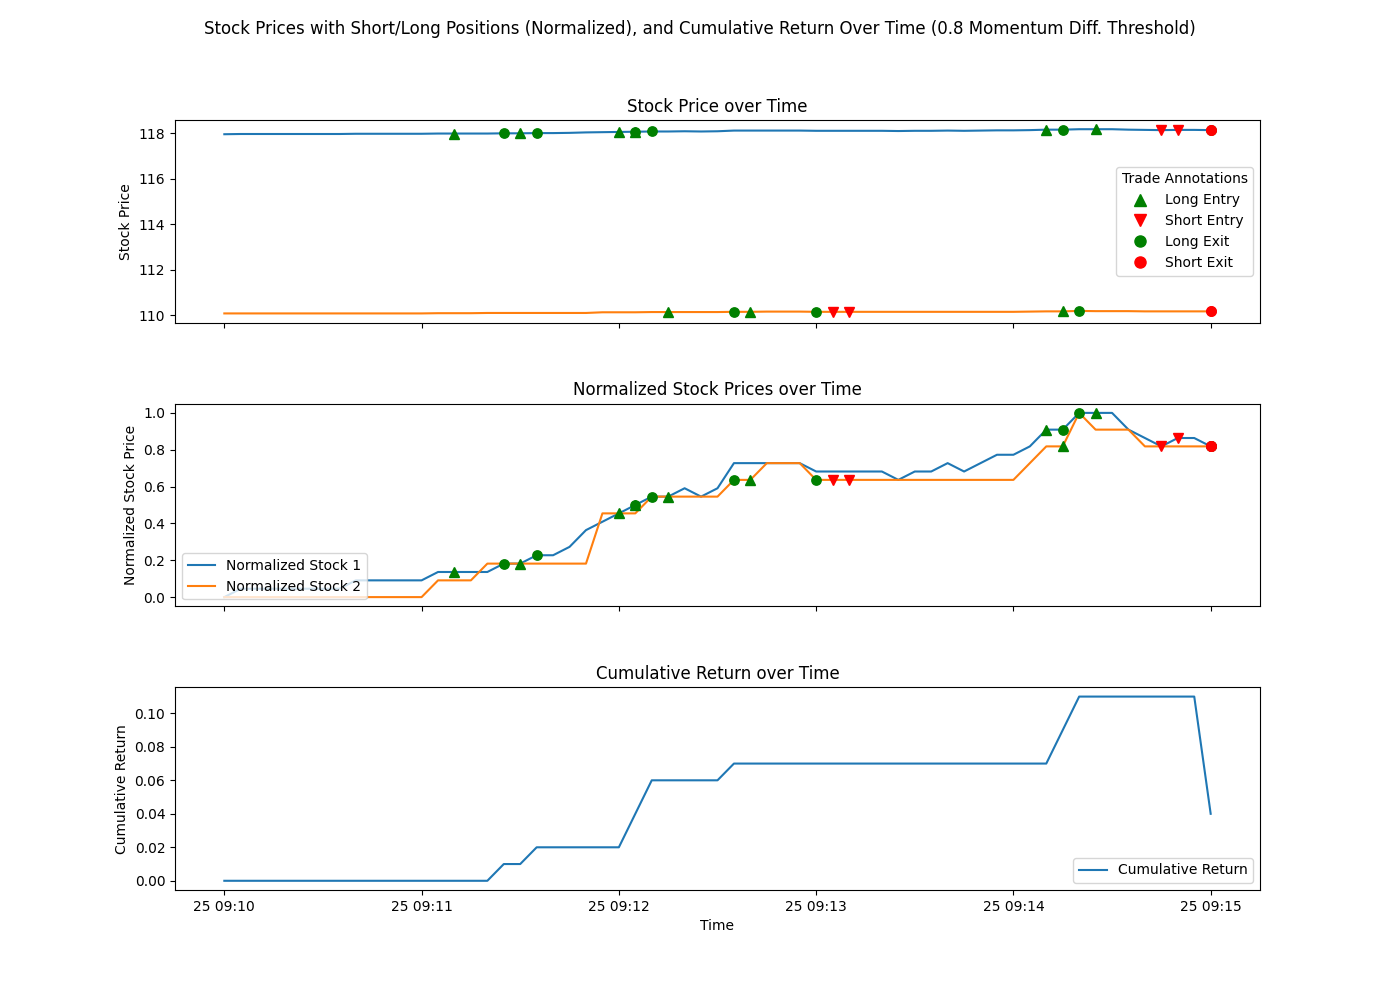 Stock Prices with Short/Long Positions (Normalized), and Cumulative Return Over Time (0.8 Momentum Diff. Threshold)
Stock Price over Time
Stock Price
118
116
114
112
110
Trade Annotations
Long Entry
Short Entry
Long Exit
Short Exit
Normalized Stock Prices over Time
Normalized Stock Price
1.0
0.8
0.6
0.4
0.2
0.0
Normalized Stock 1
Normalized Stock 2
Cumulative Return over Time
Cumulative Return
0.10
0.08
0.06
0.04
0.02
0.00
Cumulative Return
25 09:10 25 09:11 25 09:12 25 09:13 25 09:14 25 09:15
Time